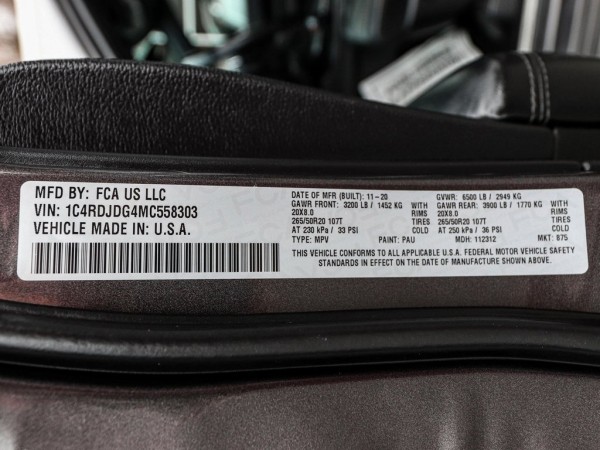 MFD BY: FCA US LLC
VIN: 1C4RDJDG4MC558303
VEHICLE MADE IN: U.S.A.
DATE OF MFR (BUILT): 11-20 GVWR: 6500 LB / 2949 KG
GAWR FRONT: 3200 LB / 1452 KG WITH GAWR REAR: 3900 LB / 1770 KG WITH
20X8.0 RIMS 20X8.0 RIMS
265/50R20 107T TIRES 265/50R20 107T TIRES
AT 230 kPa / 33 PSI COLD AT 250 kPa / 36 PSI COLD
TYPE: MPV PAINT: PAU MDH: 112312 MKT: 875
THIS VEHICLE CONFORMS TO ALL APPLICABLE U.S.A. FEDERAL MOTOR VEHICLE SAFETY
STANDARDS IN EFFECT ON THE DATE OF MANUFACTURE SHOWN ABOVE.